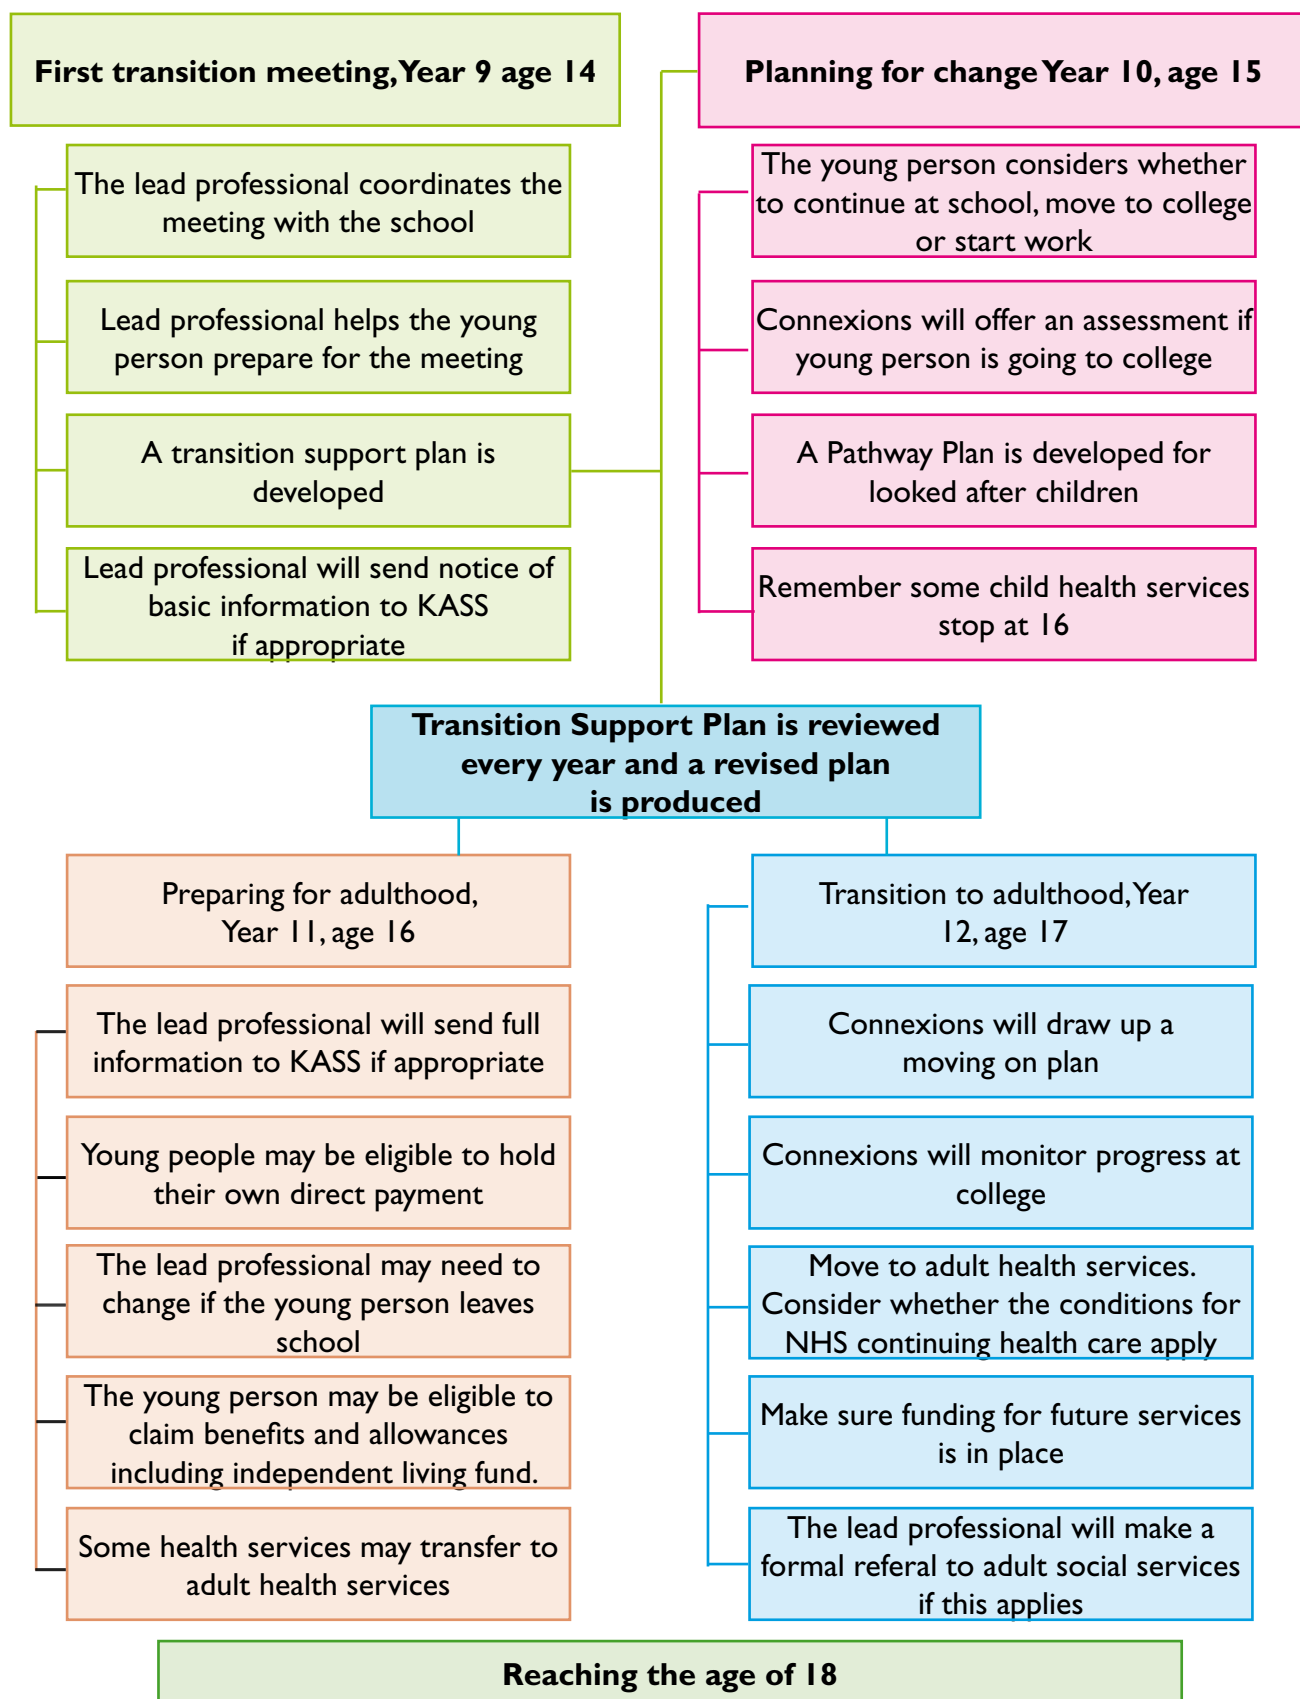 First transition meeting, Year 9 age 14
The lead professional coordinates the
meeting with the school
Lead professional helps the young
person prepare for the meeting
A transition support plan is
developed
Lead professional will send notice of
basic information to KASS
if appropriate
Planning for change Year 10, age 15
The young person considers whether
to continue at school, move to college
or start work
Connexions will offer an assessment if
young person is going to college
A Pathway Plan is developed for
looked after children
Remember some child health services
stop at 16
Transition Support Plan is reviewed
every year and a revised plan
is produced
Preparing for adulthood,
Year 11, age 16
The lead professional will send full
information to KASS if appropriate
Young people may be eligible to hold
their own direct payment
The lead professional may need to
change if the young person leaves
school
The young person may be eligible to
claim benefits and allowances
including independent living fund.
Some health services may transfer to
adult health services
Transition to adulthood, Year
12, age 17
Connexions will draw up a
moving on plan
Connexions will monitor progress at
college
Move to adult health services.
Consider whether the conditions for
NHS continuing health care apply
Make sure funding for future services
is in place
The lead professional will make a
formal referal to adult social services
if this applies
Reaching the age of 18